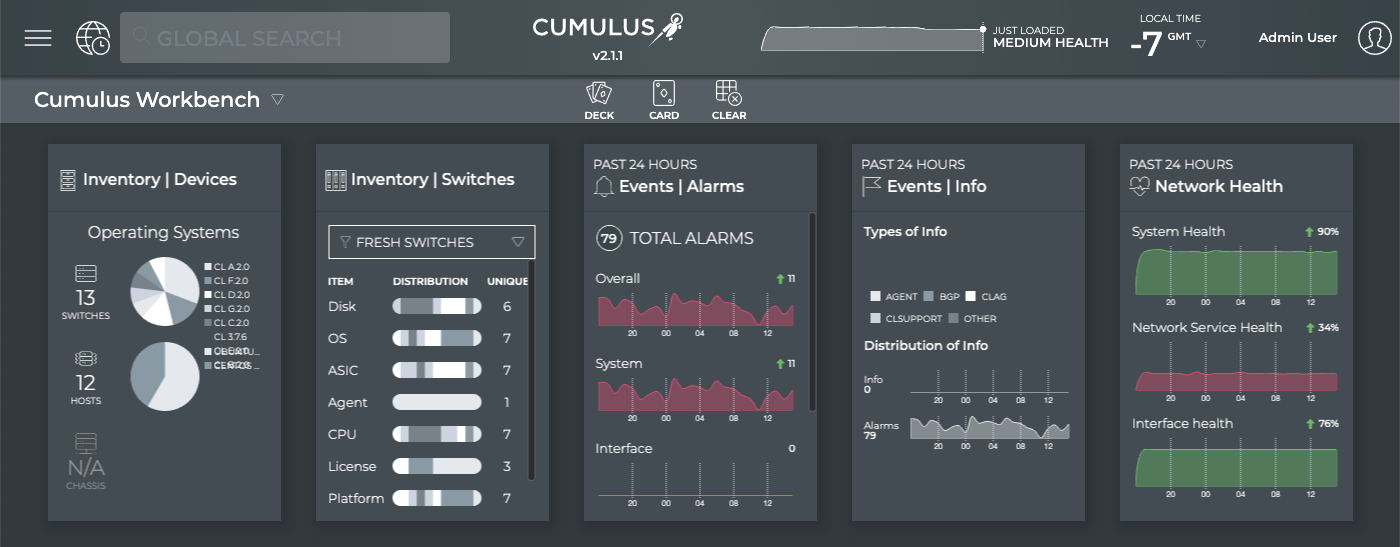 GLOBAL SEARCH
CUMULUS
v2.1.1
JUST LOADED
MEDIUM HEALTH
LOCAL TIME
-7 GMT
Admin User
Cumulus Workbench
DECK
CARD
CLEAR
Inventory | Devices
Operating Systems
13
SWITCHES
CL A.2.0
CL F.2.0
CL D.2.0
CL G.2.0
CL C.2.0
CL 3.7.6
12
HOSTS
N/A
CHASSIS
Inventory | Switches
FRESH SWITCHES
ITEM DISTRIBUTION UNIQUE
Disk 6
OS 7
ASIC 7
Agent 1
CPU 7
License 3
Platform 7
PAST 24 HOURS
Events | Alarms
79 TOTAL ALARMS
Overall 11
20 00 04 08 12
System 11
20 00 04 08 12
Interface 0
20 00 04 08 12
PAST 24 HOURS
Events | Info
Types of Info
AGENT BGP CLAG
CLSUPPORT OTHER
Distribution of Info
Info
0
20 00 04 08 12
Alarms
79
20 00 04 08 12
PAST 24 HOURS
Network Health
System Health 90%
20 00 04 08 12
Network Service Health 34%
20 00 04 08 12
Interface health 76%
20 00 04 08 12